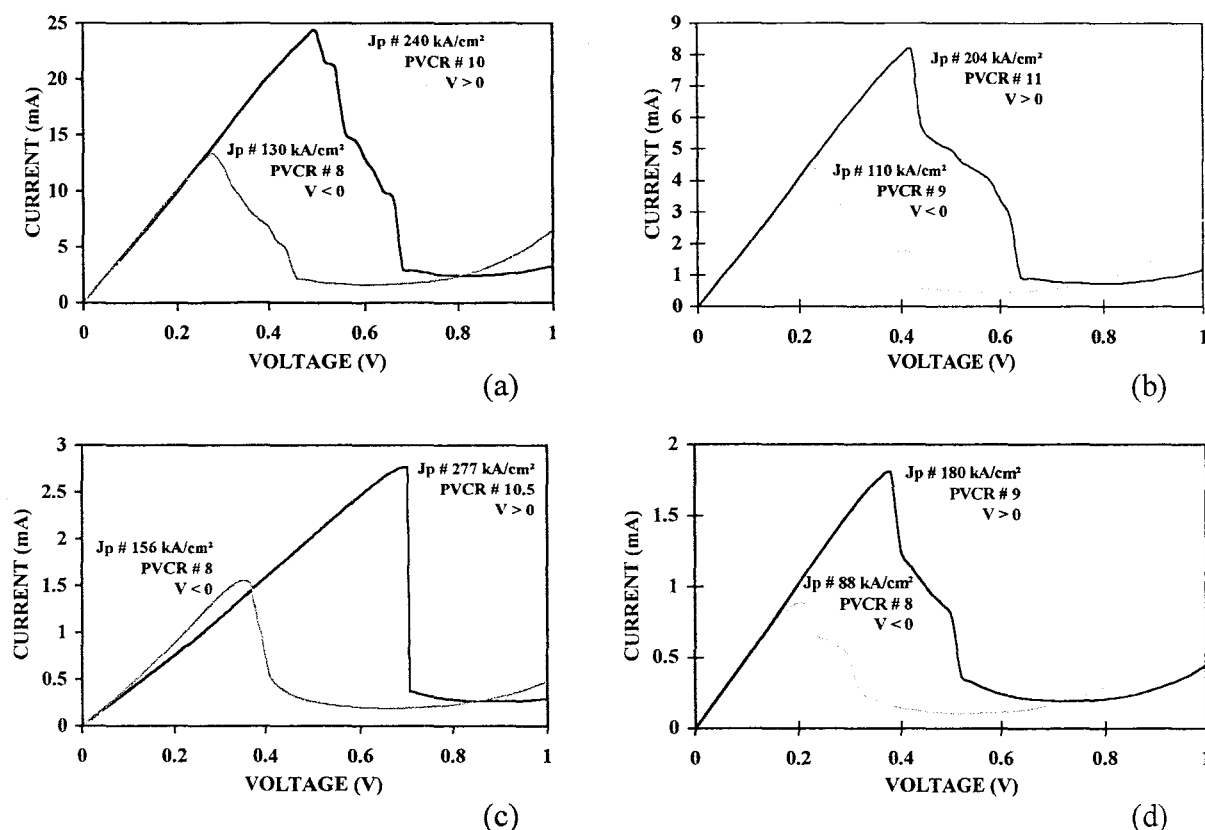 25
20
15
10
5
0
CURRENT (mA)
Jp # 240 kA/cm²
PVCR # 10
V > 0
Jp # 130 kA/cm²
PVCR # 8
V < 0
0 0.2 0.4 0.6 0.8 1
VOLTAGE (V)
(a)
9
8
7
6
5
4
3
2
1
0
CURRENT (mA)
Jp # 204 kA/cm²
PVCR # 11
V > 0
Jp # 110 kA/cm²
PVCR # 9
V < 0
0 0.2 0.4 0.6 0.8 1
VOLTAGE (V)
(b)
3
2.5
2
1.5
1
0.5
0
CURRENT (mA)
Jp # 277 kA/cm²
PVCR # 10.5
V > 0
Jp # 156 kA/cm²
PVCR # 8
V < 0
0 0.2 0.4 0.6 0.8 1
VOLTAGE (V)
(c)
2
1.5
1
0.5
0
CURRENT (mA)
Jp # 180 kA/cm²
PVCR # 9
V > 0
Jp # 88 kA/cm²
PVCR # 8
V < 0
0 0.2 0.4 0.6 0.8 1
VOLTAGE (V)
(d)